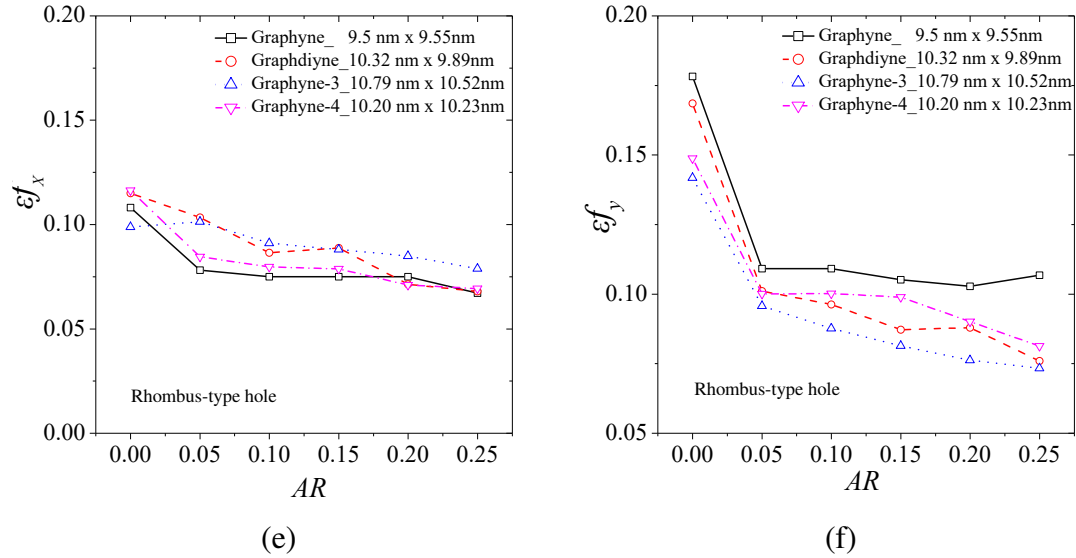 0.20
0.15
0.10
0.05
0.00
εf_x
Graphyne_ 9.5 nm x 9.55nm
Graphdiyne_10.32 nm x 9.89nm
Graphyne-3_10.79 nm x 10.52nm
Graphyne-4_10.20 nm x 10.23nm
Rhombus-type hole
0.00 0.05 0.10 0.15 0.20 0.25
AR
(e)
0.20
0.15
0.10
0.05
εf_y
Graphyne_ 9.5 nm x 9.55nm
Graphdiyne_10.32 nm x 9.89nm
Graphyne-3_10.79 nm x 10.52nm
Graphyne-4_10.20 nm x 10.23nm
Rhombus-type hole
0.00 0.05 0.10 0.15 0.20 0.25
AR
(f)